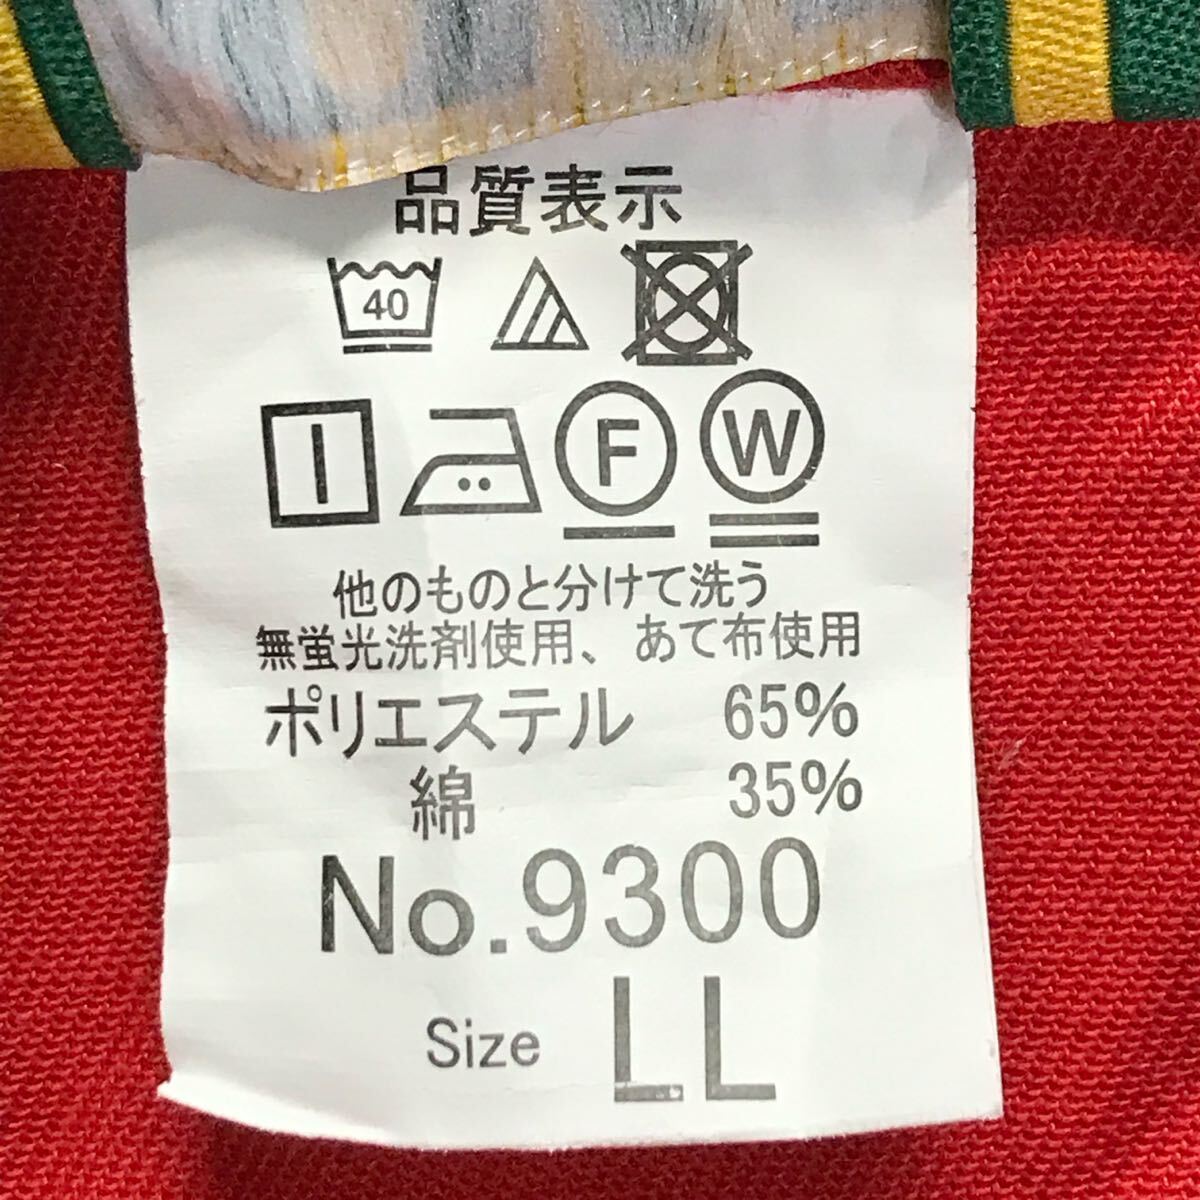 品質表示
40
F W
他のものと分けて洗う
無蛍光洗剤使用、あて布使用
ポリエステル 65%
綿 35%
No.9300
Size LL